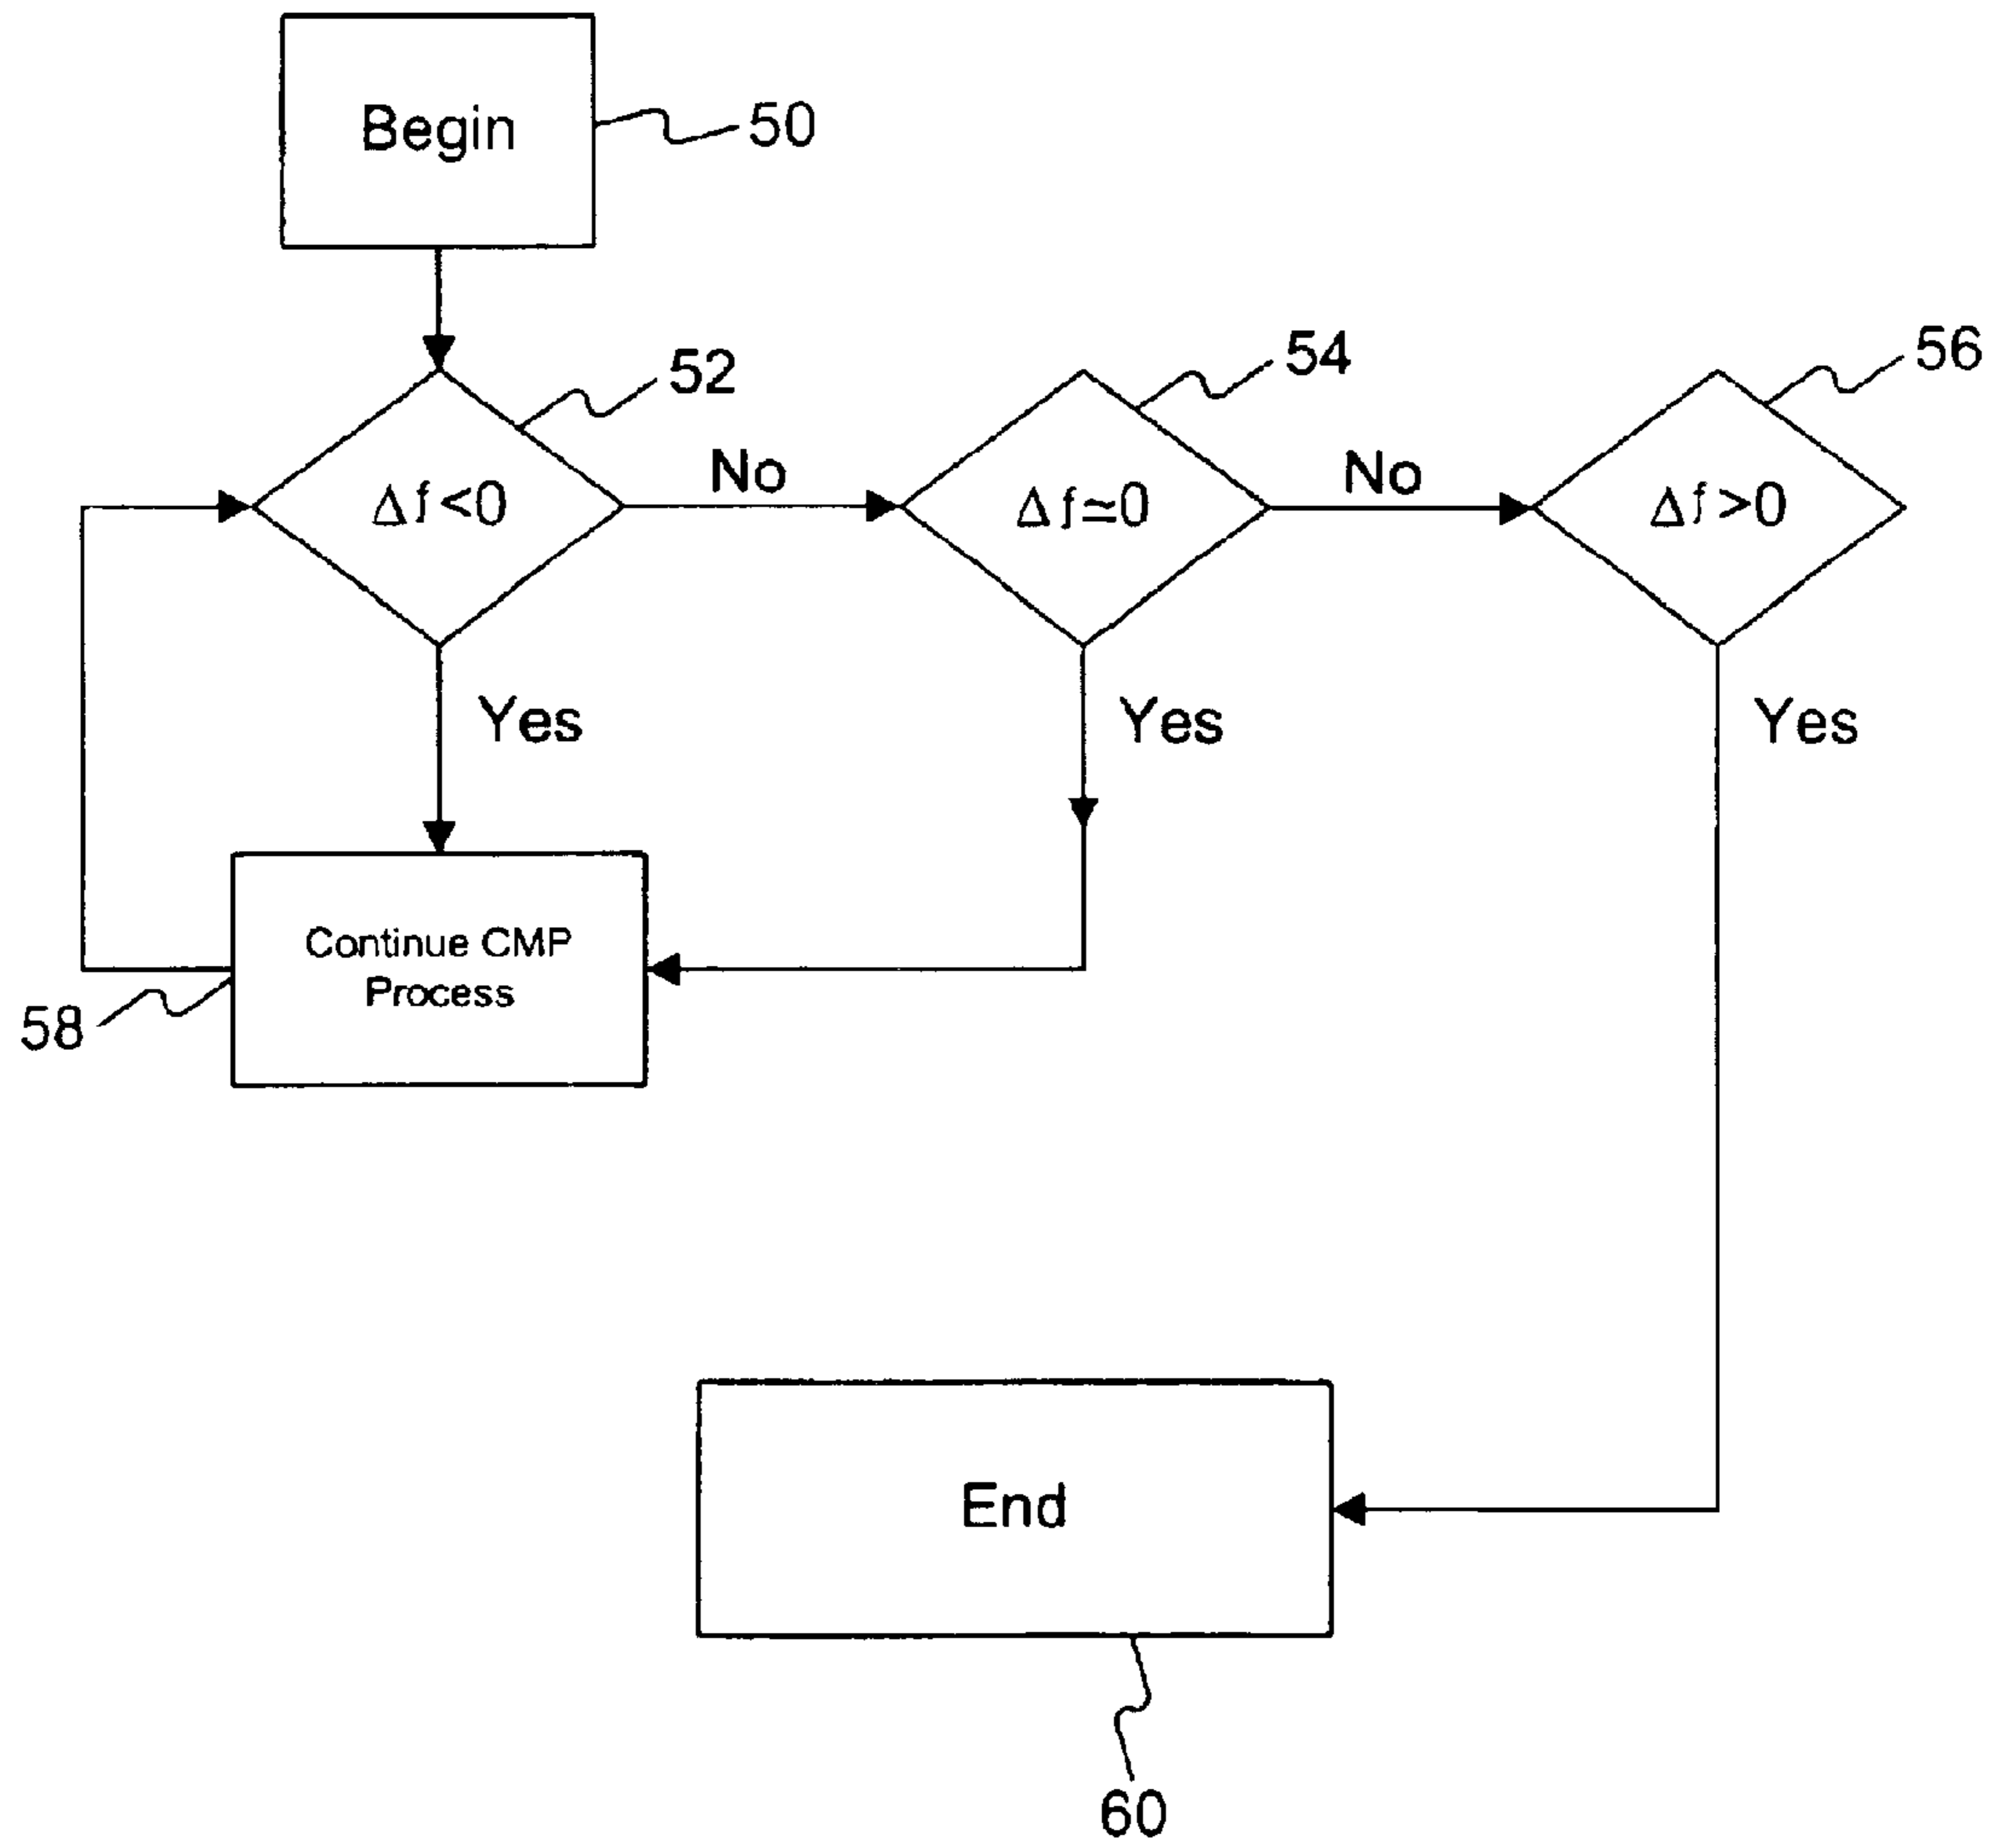 Begin
50
52
54
56
Δf<0
No
Δf≃0
No
Δf>0
Yes
Yes
Yes
Continue CMP
Process
58
End
60